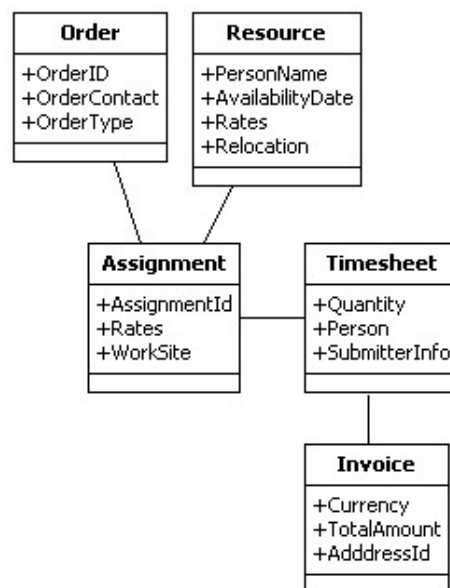 Order
+OrderID
+OrderContact
+OrderType
Resource
+PersonName
+AvailabilityDate
+Rates
+Relocation
Assignment
+AssignmentId
+Rates
+WorkSite
Timesheet
+Quantity
+Person
+SubmitterInfo
Invoice
+Currency
+TotalAmount
+AdddressId